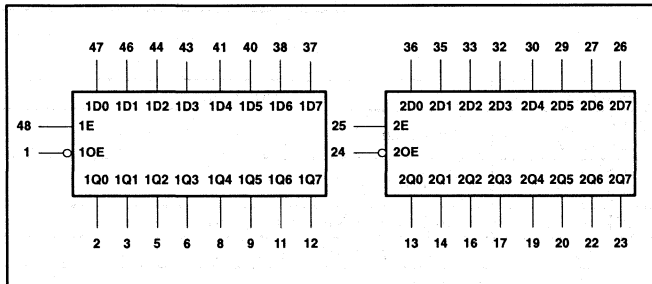 47 46 44 43 41 40 38 37 36 35 33 32 30 29 27 26
1D0 1D1 1D2 1D3 1D4 1D5 1D6 1D7 2D0 2D1 2D2 2D3 2D4 2D5 2D6 2D7
48 1E 25 2E
1 1OE 24 2OE
1Q0 1Q1 1Q2 1Q3 1Q4 1Q5 1Q6 1Q7 2Q0 2Q1 2Q2 2Q3 2Q4 2Q5 2Q6 2Q7
2 3 5 6 8 9 11 12 13 14 16 17 19 20 22 23